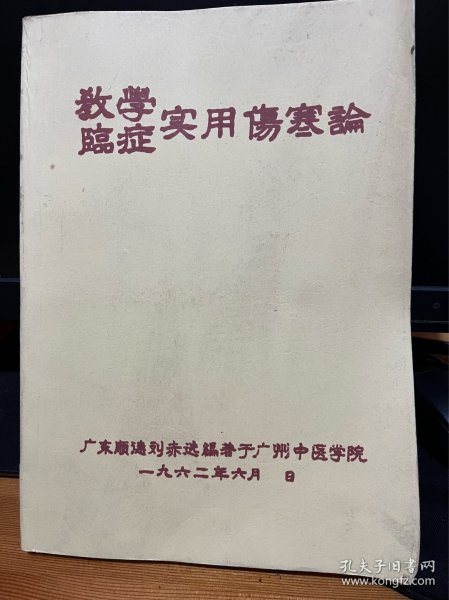 教學
臨症实用傷寒論
广东顺德刘赤选编著于广州中医学院
一九六二年六月 日
孔夫子旧书网
www.kongfz.com